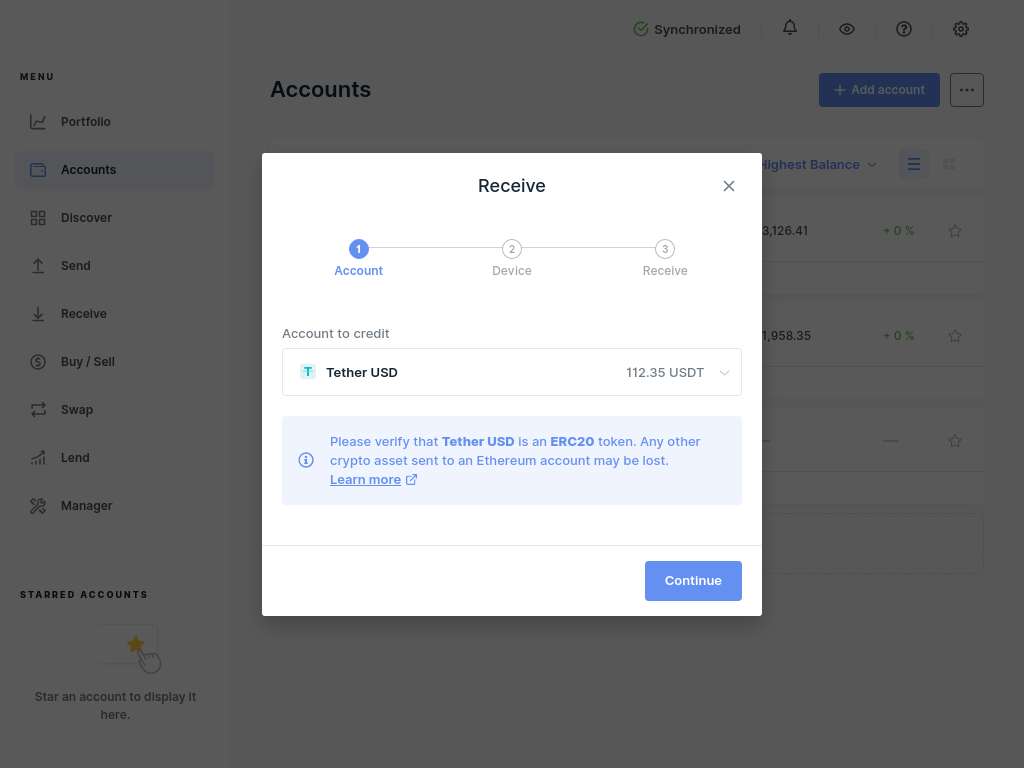 Synchronized
MENU
Portfolio
Accounts
Discover
Send
Receive
Buy / Sell
Swap
Lend
Manager
STARRED ACCOUNTS
Star an account to display it
here.
Accounts
Add account
Highest Balance
3,126.41
+ 0 %
1,958.35
+ 0 %
—
Receive
1
2
3
Account
Device
Receive
Account to credit
Tether USD
112.35 USDT
Please verify that Tether USD is an ERC20 token. Any other
crypto asset sent to an Ethereum account may be lost.
Learn more
Continue